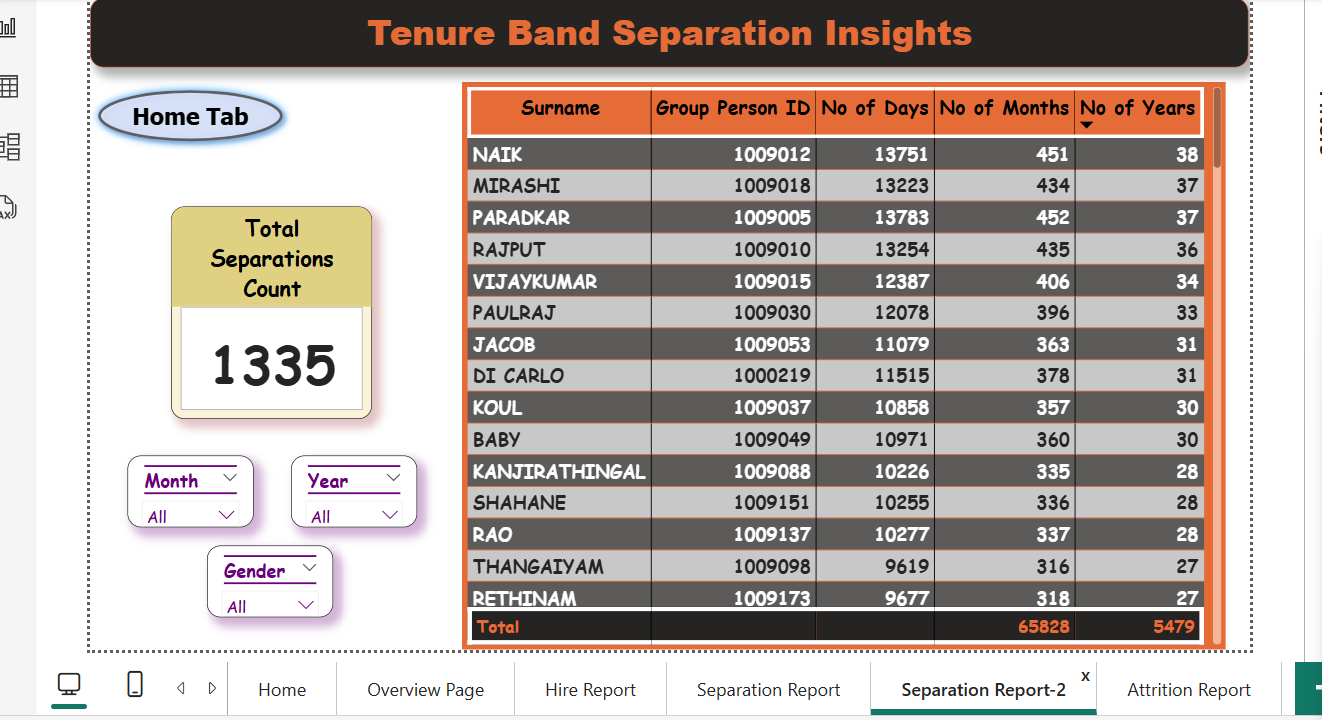 Tenure Band Separation Insights
Home Tab
Total
Separations
Count
1335
Month
All
Year
All
Gender
All
Surname Group Person ID No of Days No of Months No of Years
NAIK 1009012 13751 451 38
MIRASHI 1009018 13223 434 37
PARADKAR 1009005 13783 452 37
RAJPUT 1009010 13254 435 36
VIJAYKUMAR 1009015 12387 406 34
PAULRAJ 1009030 12078 396 33
JACOB 1009053 11079 363 31
DI CARLO 1000219 11515 378 31
KOUL 1009037 10858 357 30
BABY 1009049 10971 360 30
KANJIRATHINGAL 1009088 10226 335 28
SHAHANE 1009151 10255 336 28
RAO 1009137 10277 337 28
THANGAIYAM 1009098 9619 316 27
RETHINAM 1009173 9677 318 27
Total 65828 5479
Home Overview Page Hire Report Separation Report Separation Report-2 x Attrition Report